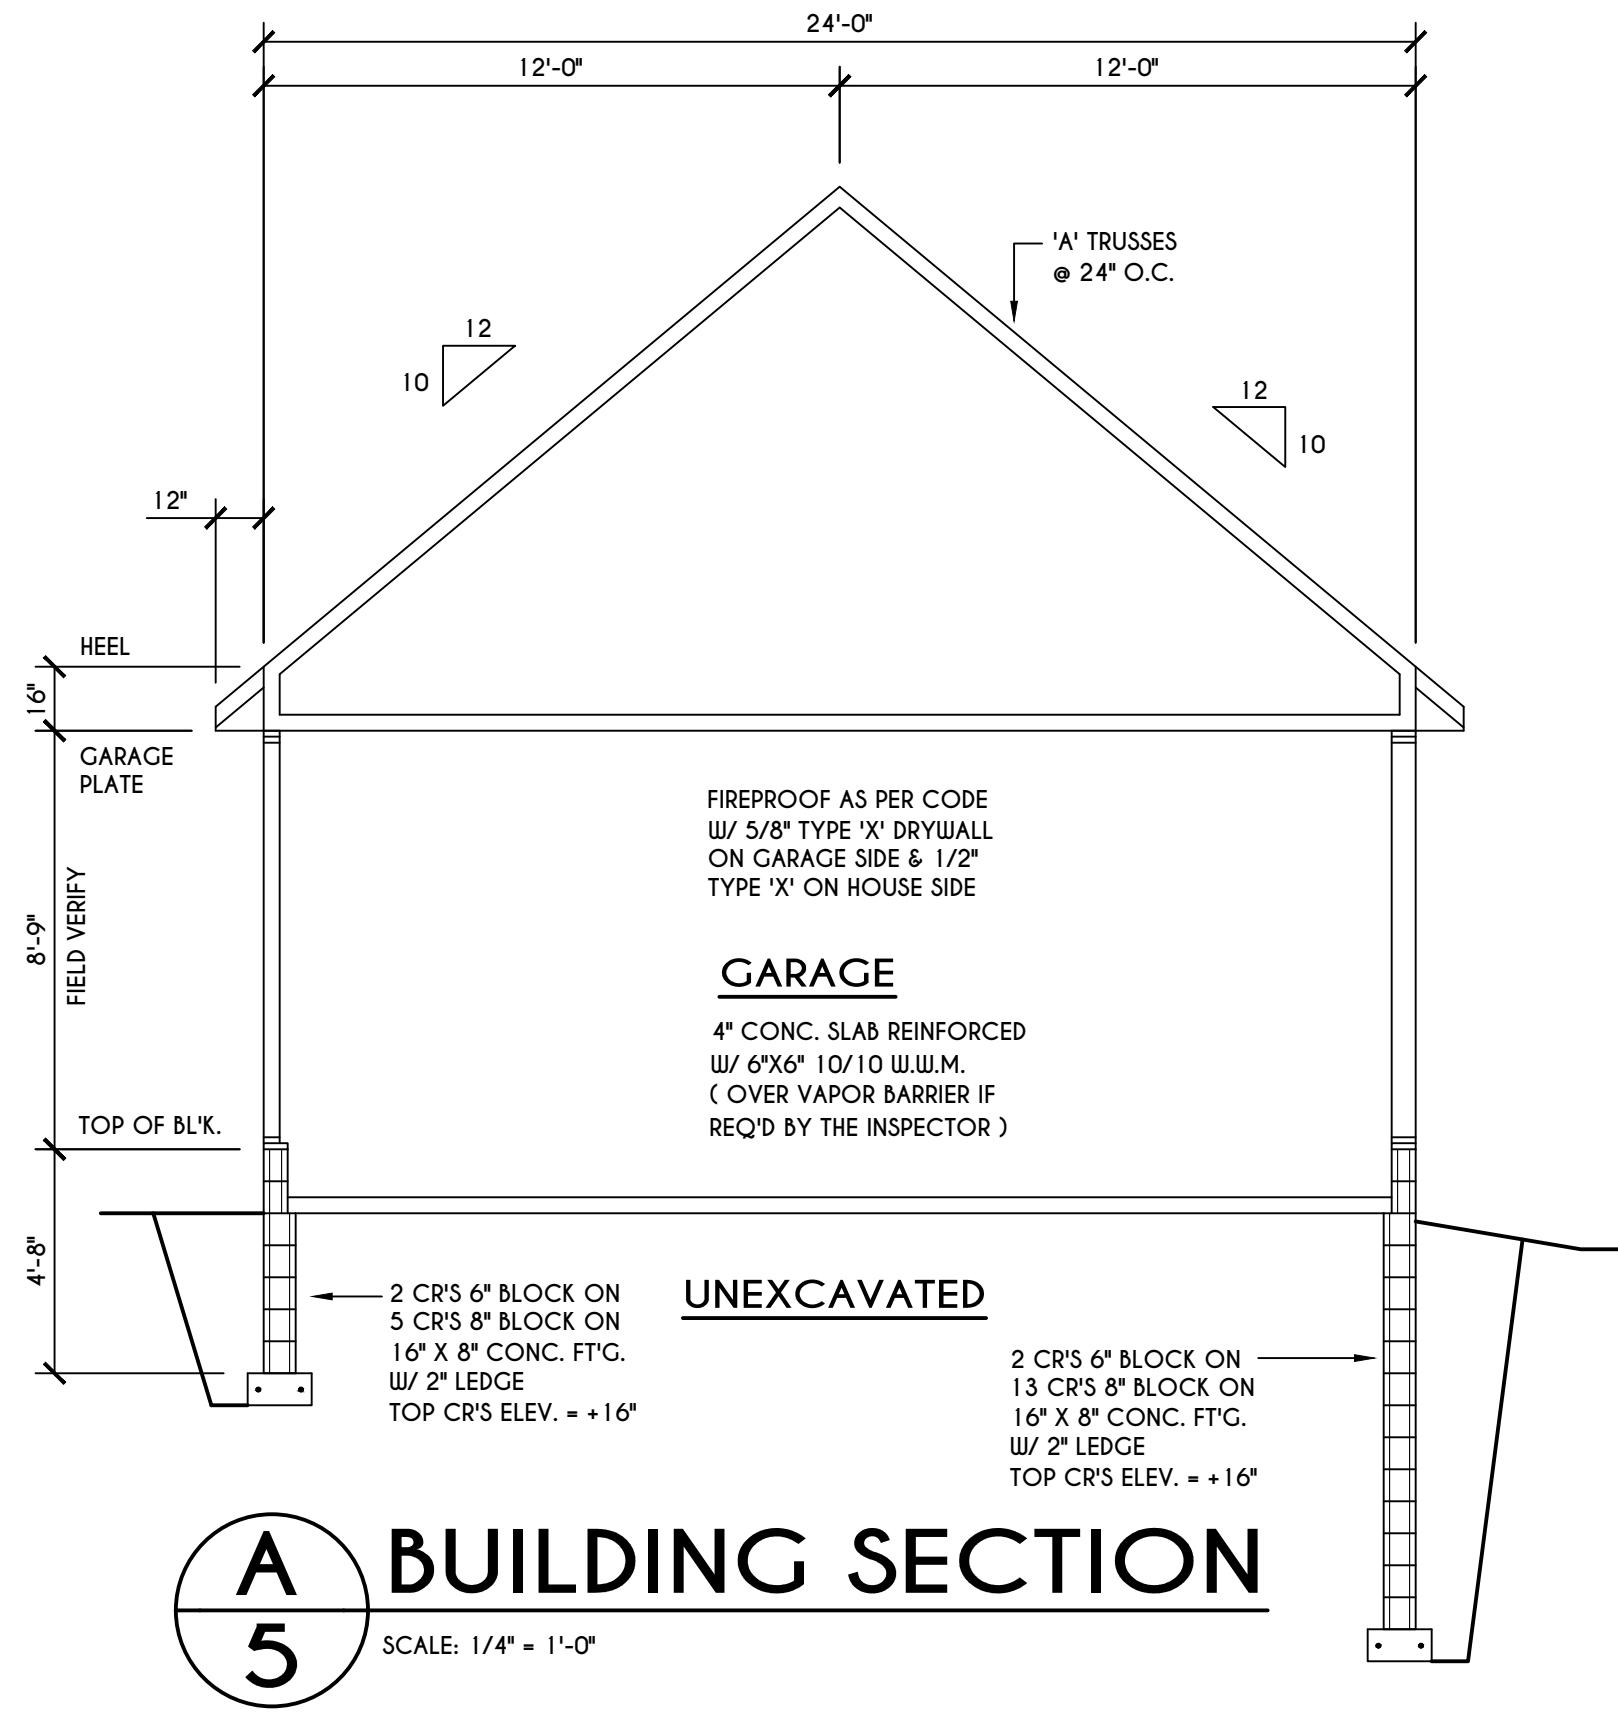 24'-0"
12'-0"
12'-0"
'A' TRUSSES
@ 24" O.C.
12
10
12
10
12"
HEEL
16"
GARAGE
PLATE
FIREPROOF AS PER CODE
W/ 5/8" TYPE 'X' DRYWALL
ON GARAGE SIDE & 1/2"
TYPE 'X' ON HOUSE SIDE
8'-9"
FIELD VERIFY
GARAGE
4" CONC. SLAB REINFORCED
W/ 6"X6" 10/10 W.W.M.
( OVER VAPOR BARRIER IF
REQ'D BY THE INSPECTOR )
TOP OF BL'K.
4'-8"
2 CR'S 6" BLOCK ON
5 CR'S 8" BLOCK ON
16" X 8" CONC. FT'G.
W/ 2" LEDGE
TOP CR'S ELEV. = +16"
UNEXCAVATED
2 CR'S 6" BLOCK ON
13 CR'S 8" BLOCK ON
16" X 8" CONC. FT'G.
W/ 2" LEDGE
TOP CR'S ELEV. = +16"
A
5
BUILDING SECTION
SCALE: 1/4" = 1'-0"